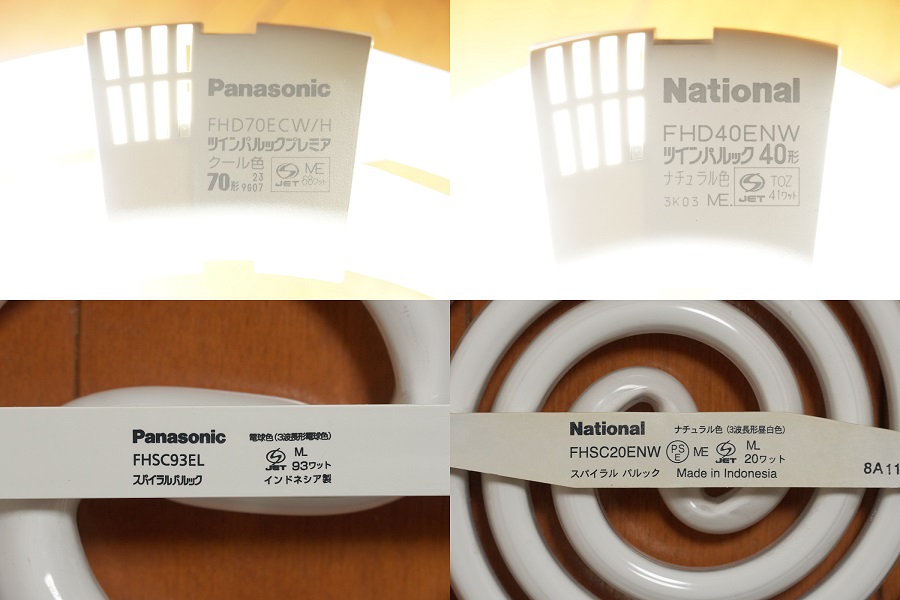 Panasonic
FHD70ECW/H
ツインパルックプレミア
クール色
70形 23 9607 JET ME 68ワット
National
FHD40ENW
ツインパルック 40形
ナチュラル色
3K03 ME. JET TOZ 41ワット
Panasonic 電球色(3波長形電球色)
FHSC93EL JET ML 93ワット
スパイラルパルック インドネシア製
National ナチュラル色(3波長形昼白色)
FHSC20ENW PSE ME JET ML 20ワット
スパイラル パルック Made in Indonesia
8A11